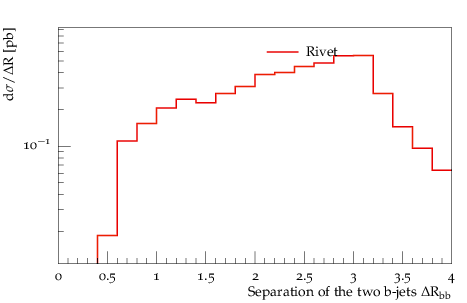 Rivet
dσ/ΔR [pb]
10⁻¹
0 0.5 1 1.5 2 2.5 3 3.5 4
Separation of the two b-jets ΔR_bb